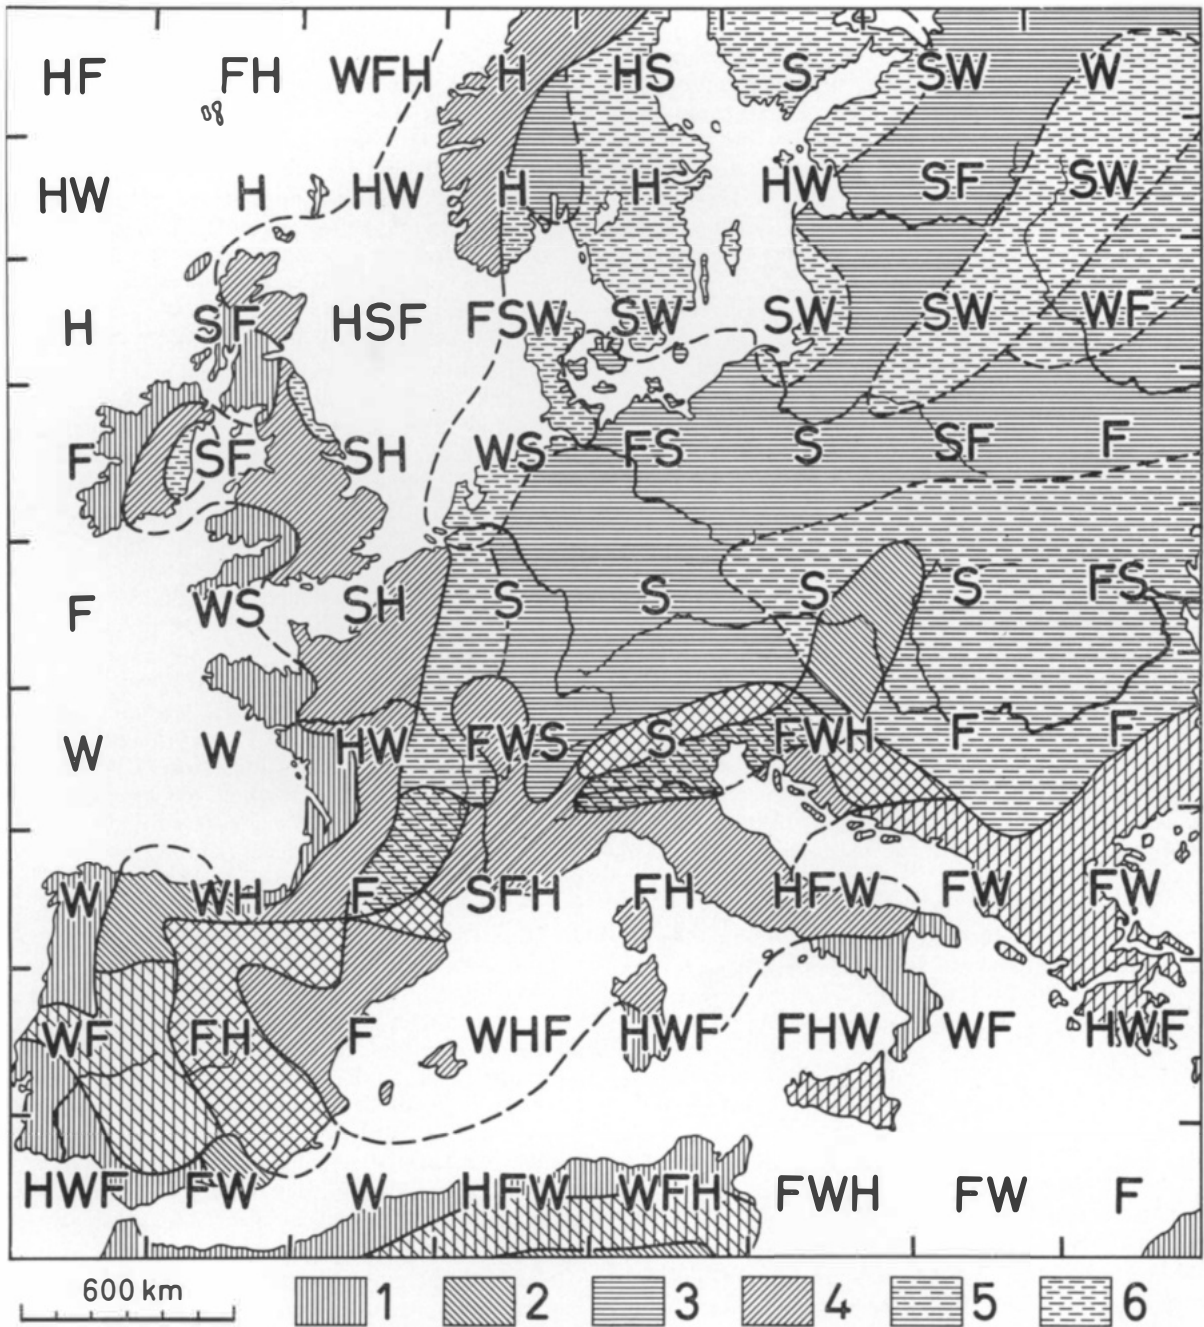 HF FH WFH H HS S SW W
HW H HW H H HW SF SW
H SF HSF FSW SW SW SW WF
F SF SH WS FS S SF F
F WS SH S S S S FS
W W HW FWS S FWH F F
W WH F SFH FH HFW FW FW
WF FH F WHF HWF FHW WF HWF
HWF FW W HFW WFH FWH FW F
600 km 1 2 3 4 5 6